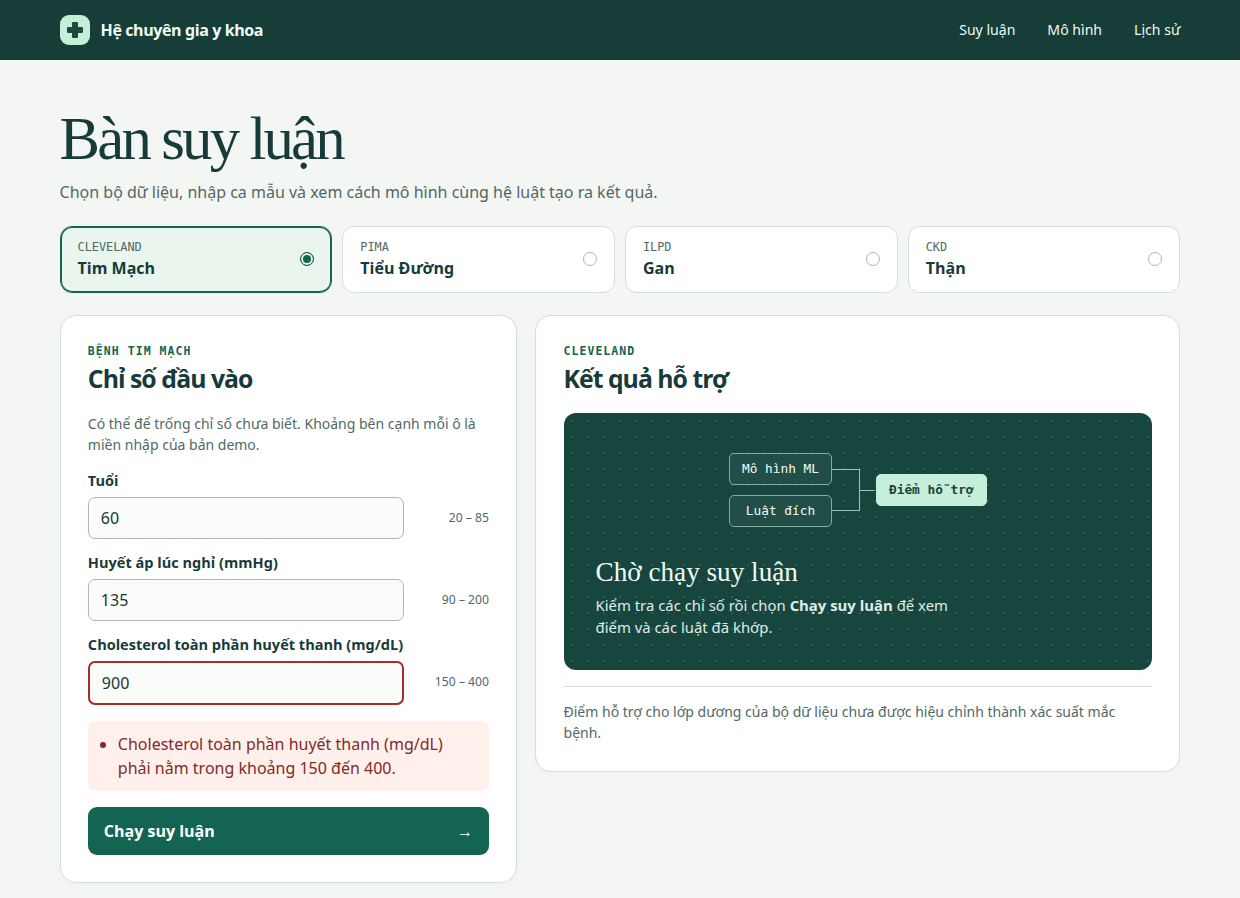 Hệ chuyên gia y khoa
Suy luận
Mô hình
Lịch sử
Bàn suy luận
Chọn bộ dữ liệu, nhập ca mẫu và xem cách mô hình cùng hệ luật tạo ra kết quả.
CLEVELAND
Tim Mạch
PIMA
Tiểu Đường
ILPD
Gan
CKD
Thận
BỆNH TIM MẠCH
Chỉ số đầu vào
Có thể để trống chỉ số chưa biết. Khoảng bên cạnh mỗi ô là
miền nhập của bản demo.
Tuổi
60
20 – 85
Huyết áp lúc nghỉ (mmHg)
135
90 – 200
Cholesterol toàn phần huyết thanh (mg/dL)
900
150 – 400
Cholesterol toàn phần huyết thanh (mg/dL)
phải nằm trong khoảng 150 đến 400.
Chạy suy luận →
CLEVELAND
Kết quả hỗ trợ
Mô hình ML
Luật đích
Điểm hỗ trợ
Chờ chạy suy luận
Kiểm tra các chỉ số rồi chọn Chạy suy luận để xem
điểm và các luật đã khớp.
Điểm hỗ trợ cho lớp dương của bộ dữ liệu chưa được hiệu chỉnh thành xác suất mắc
bệnh.